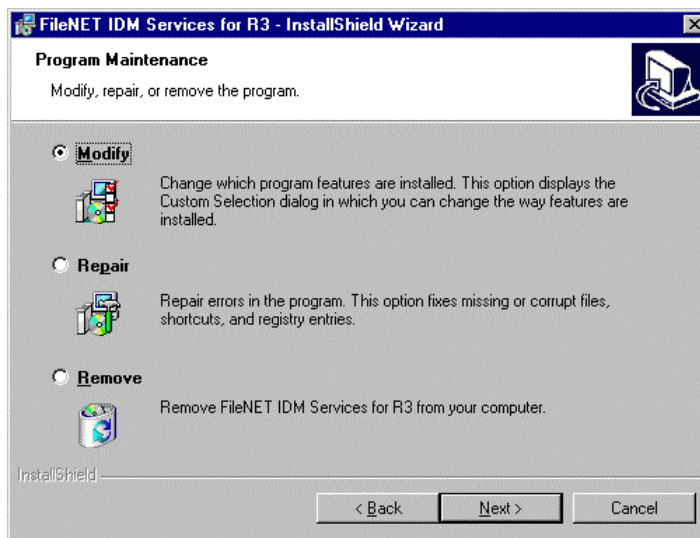 FileNET IDM Services for R3 - InstallShield Wizard
Program Maintenance
Modify, repair, or remove the program.
Modify
Change which program features are installed. This option displays the
Custom Selection dialog in which you can change the way features are
installed.
Repair
Repair errors in the program. This option fixes missing or corrupt files,
shortcuts, and registry entries.
Remove
Remove FileNET IDM Services for R3 from your computer.
InstallShield
< Back
Next >
Cancel